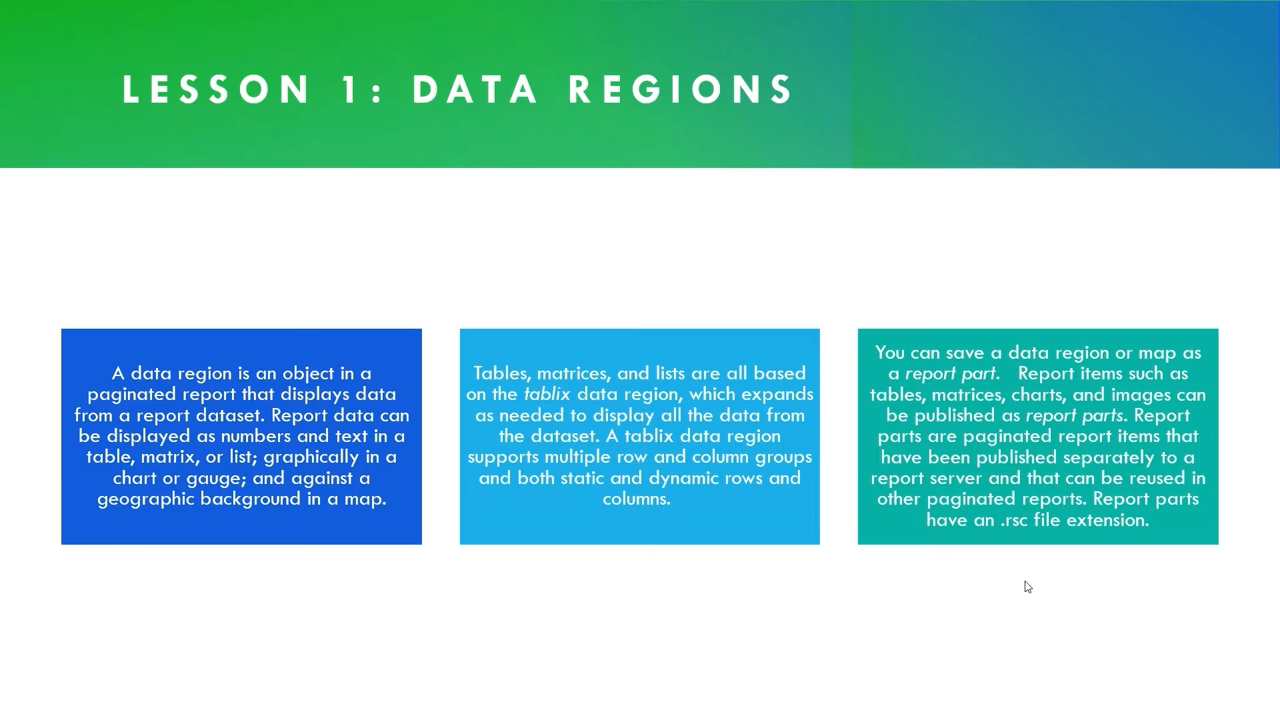 LESSON 1: DATA REGIONS
A data region is an object in a
paginated report that displays data
from a report dataset. Report data can
be displayed as numbers and text in a
table, matrix, or list; graphically in a
chart or gauge; and against a
geographic background in a map.
Tables, matrices, and lists are all based
on the tablix data region, which expands
as needed to display all the data from
the dataset. A tablix data region
supports multiple row and column groups
and both static and dynamic rows and
columns.
You can save a data region or map as
a report part.   Report items such as
tables, matrices, charts, and images can
be published as report parts. Report
parts are paginated report items that
have been published separately to a
report server and that can be reused in
other paginated reports. Report parts
have an .rsc file extension.